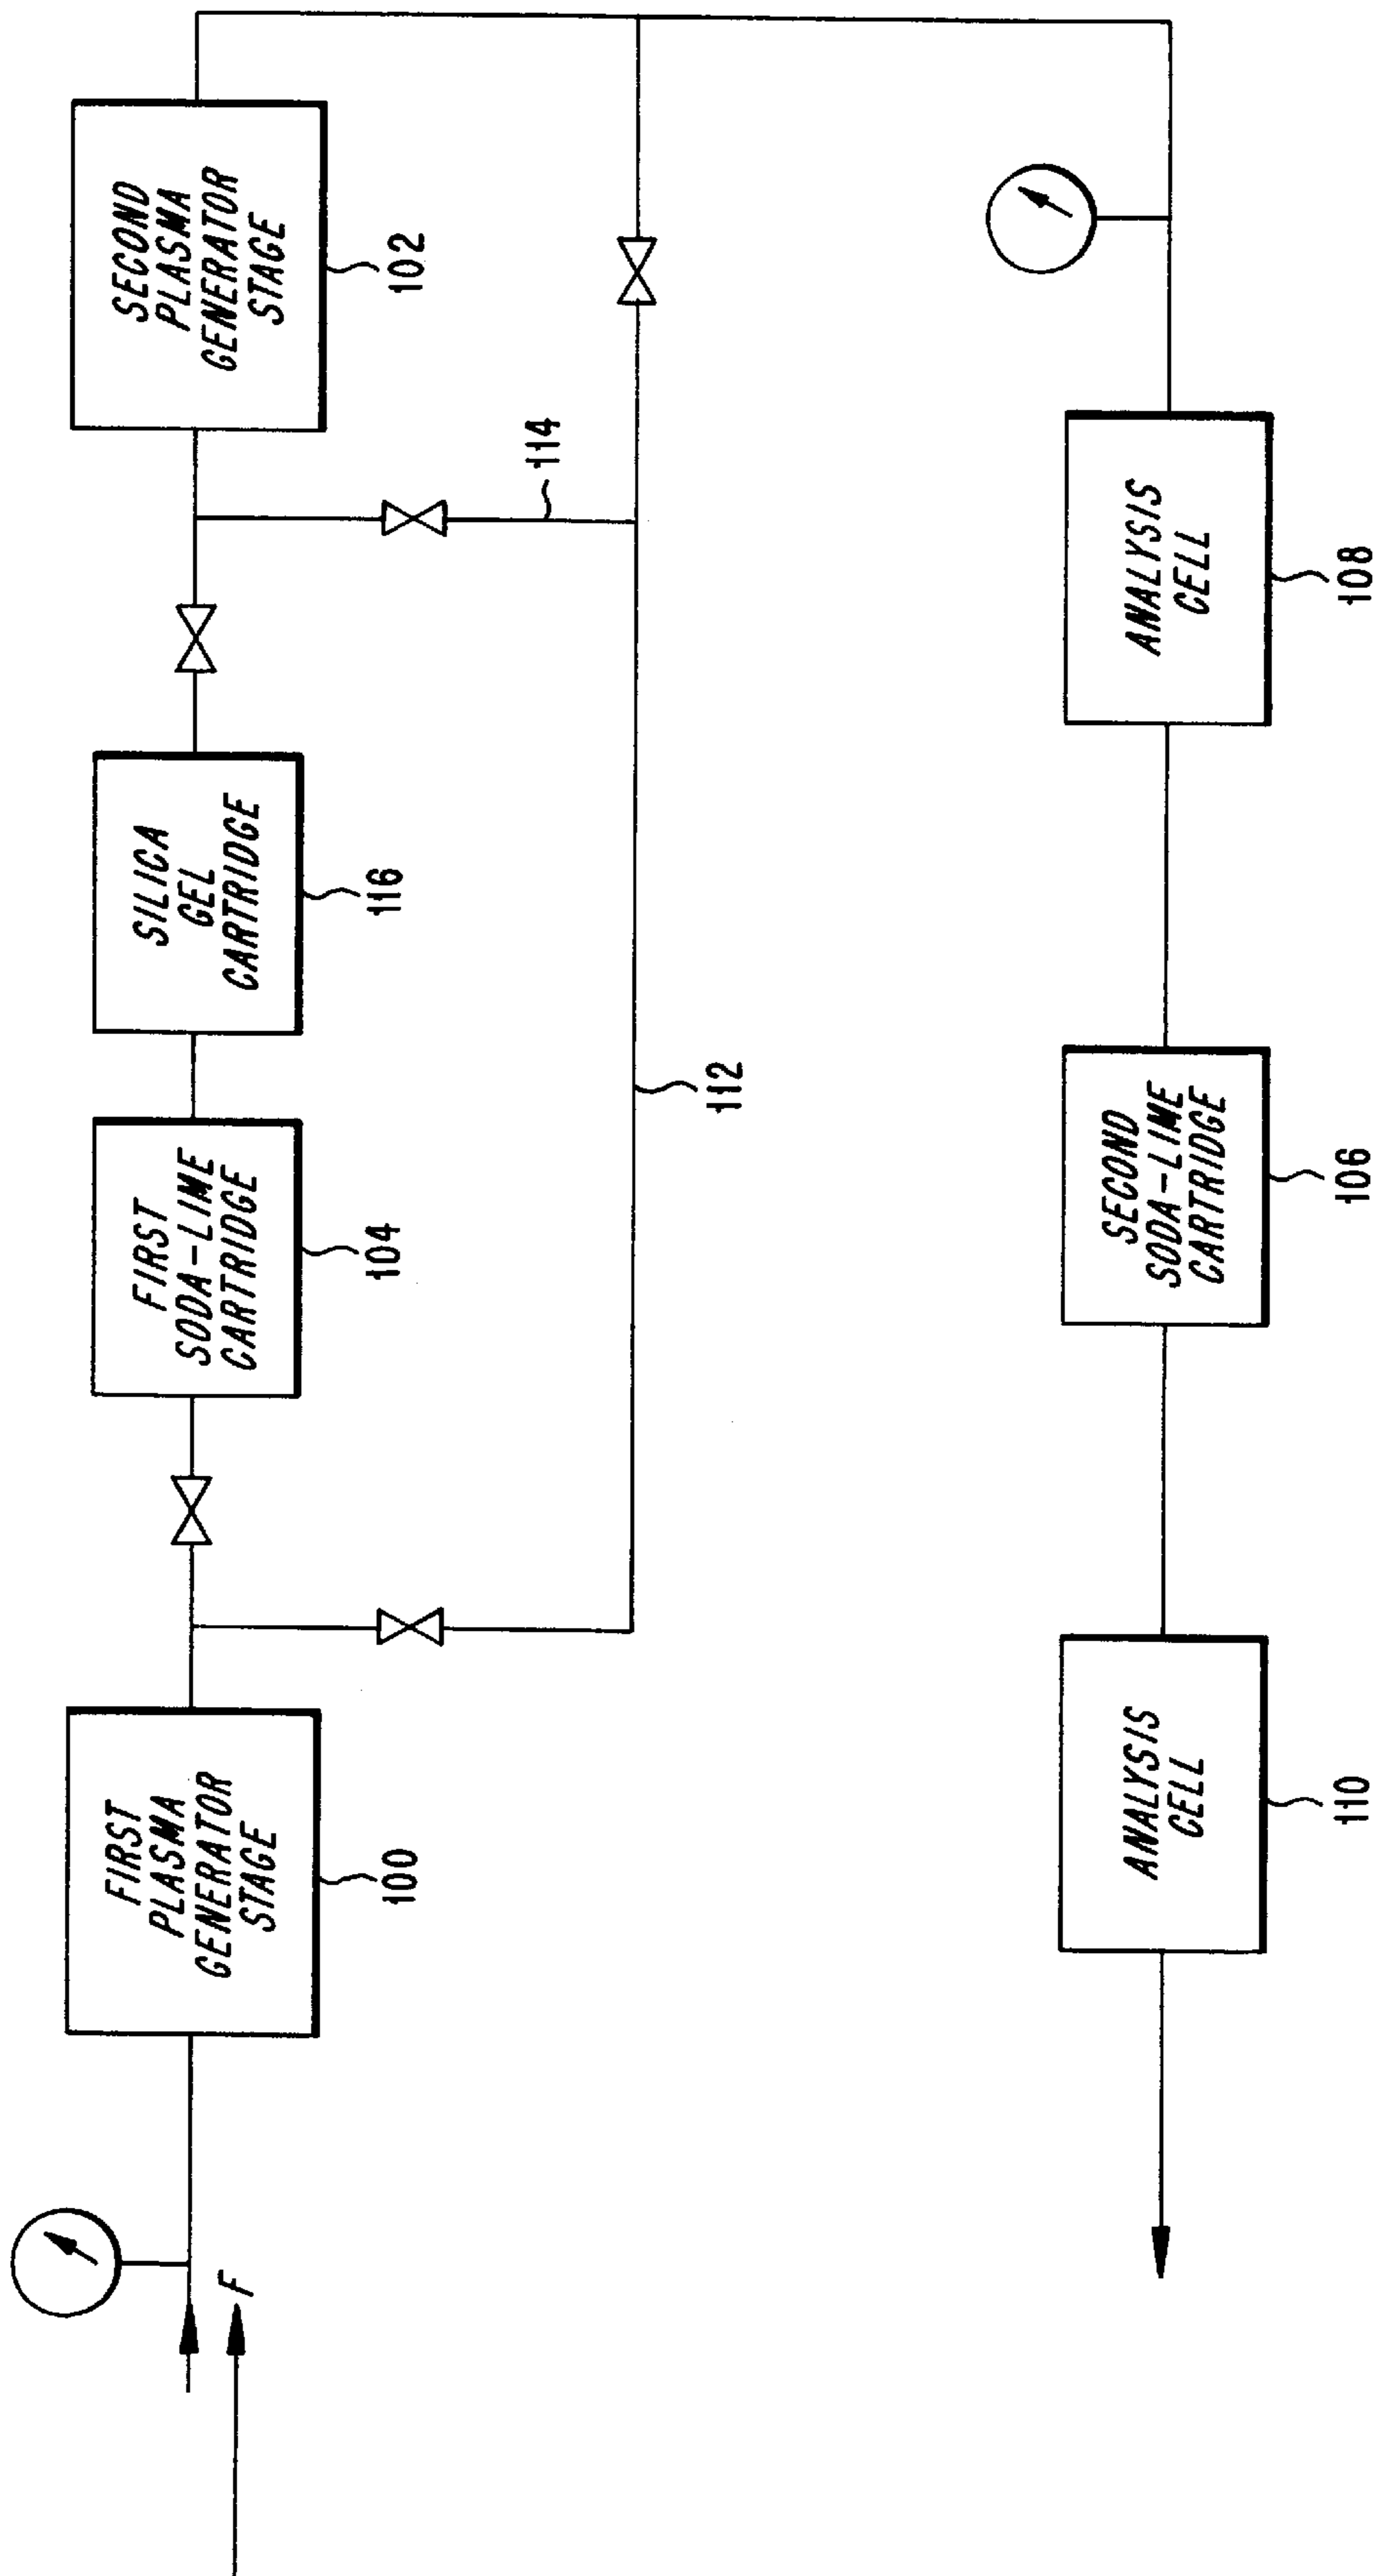 F
FIRST
PLASMA
GENERATOR
STAGE
100
FIRST
SODA-LIME
CARTRIDGE
104
SILICA
GEL
CARTRIDGE
116
SECOND
PLASMA
GENERATOR
STAGE
102
114
112
ANALYSIS
CELL
110
SECOND
SODA-LIME
CARTRIDGE
106
ANALYSIS
CELL
108